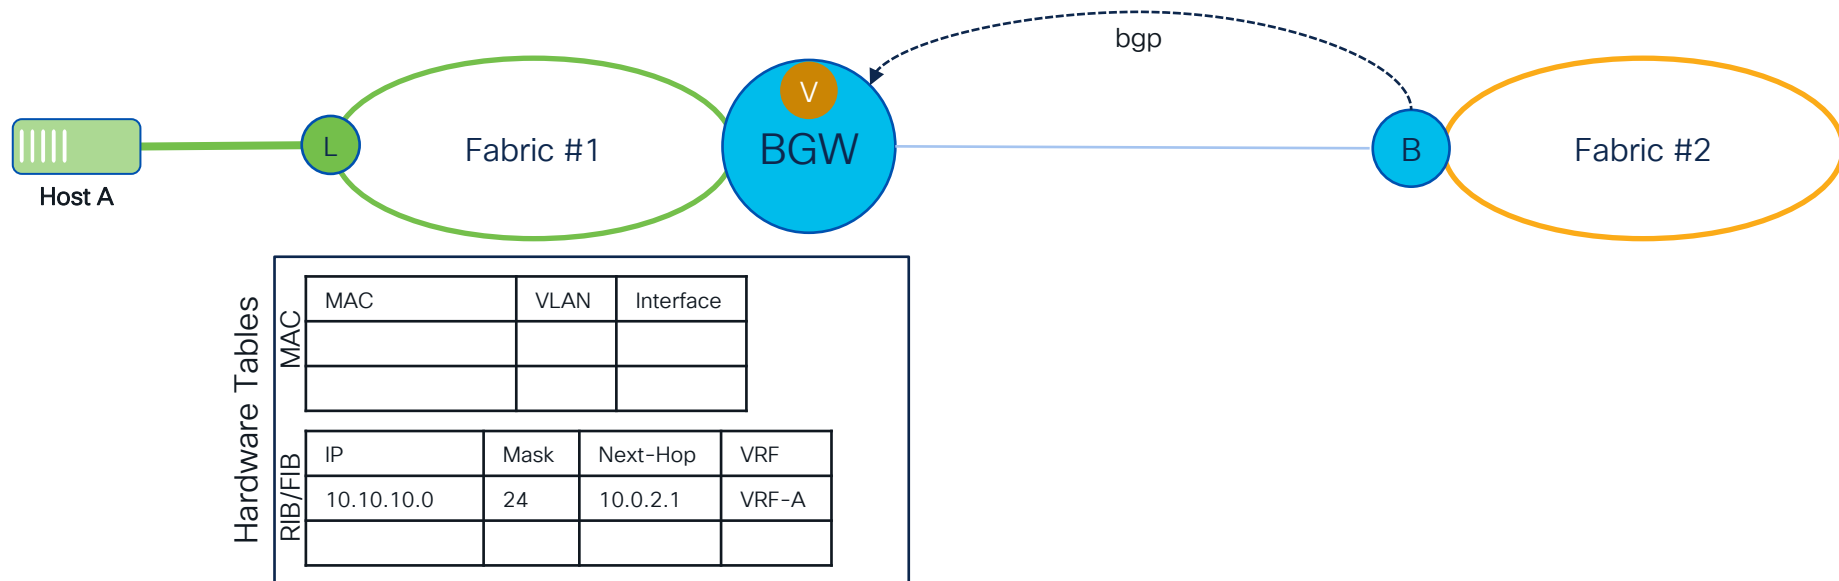 bgp
V
L
Fabric #1
BGW
B
Fabric #2
Host A
Hardware Tables
MAC
MAC VLAN Interface
RIB/FIB
IP Mask Next-Hop VRF
10.10.10.0 24 10.0.2.1 VRF-A